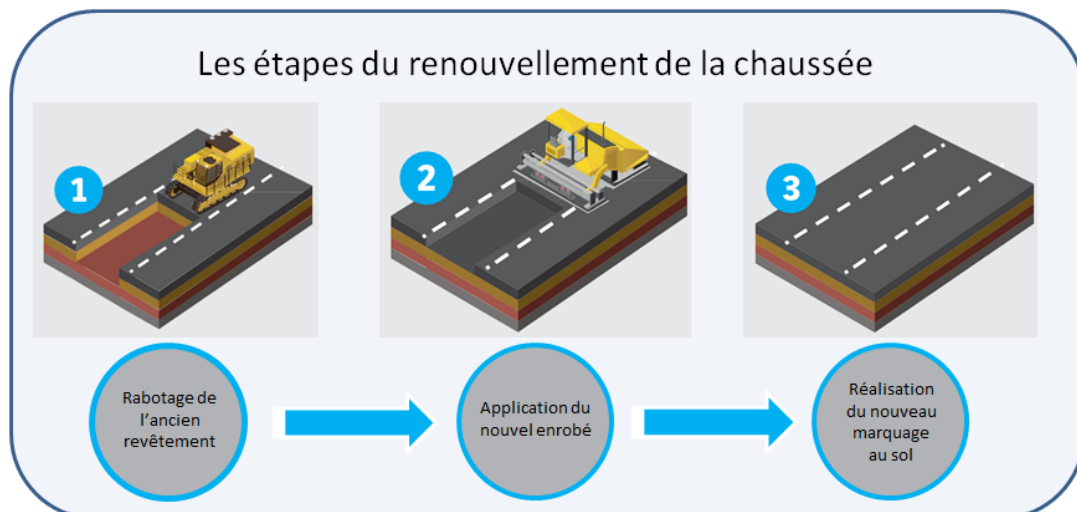 Les étapes du renouvellement de la chaussée
1
2
3
Rabotage de
l'ancien
revêtement
Application du
nouvel enrobé
Réalisation
du nouveau
marquage
au sol